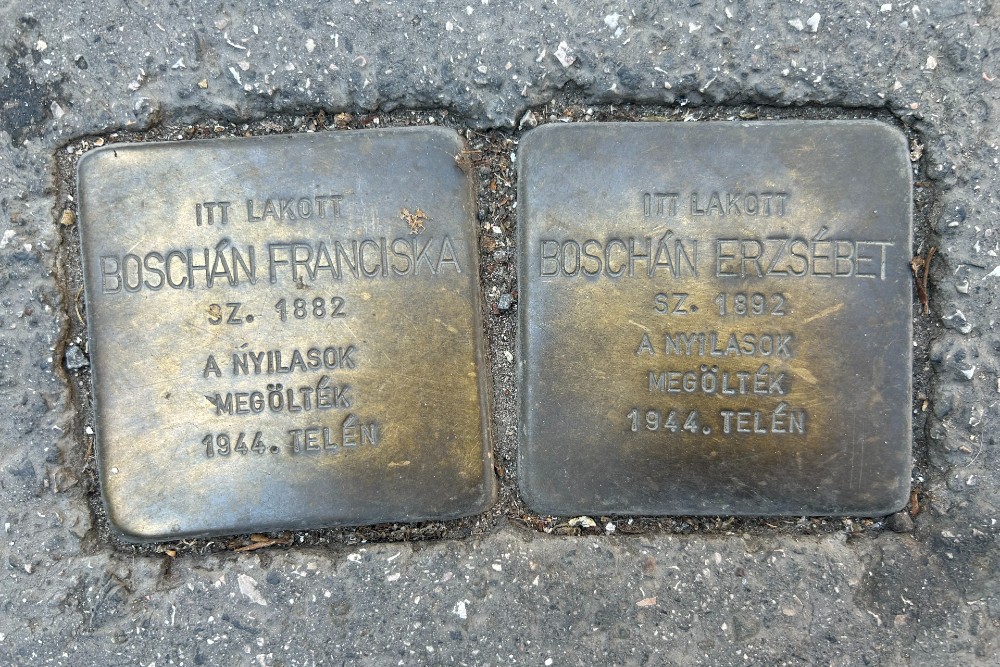 ITT LAKOTT
BOSCHÁN FRANCISKA
SZ. 1882
A NYILASOK
MEGÖLTÉK
1944. TELÉN
ITT LAKOTT
BOSCHÁN ERZSÉBET
SZ. 1892
A NYILASOK
MEGÖLTÉK
1944. TELÉN